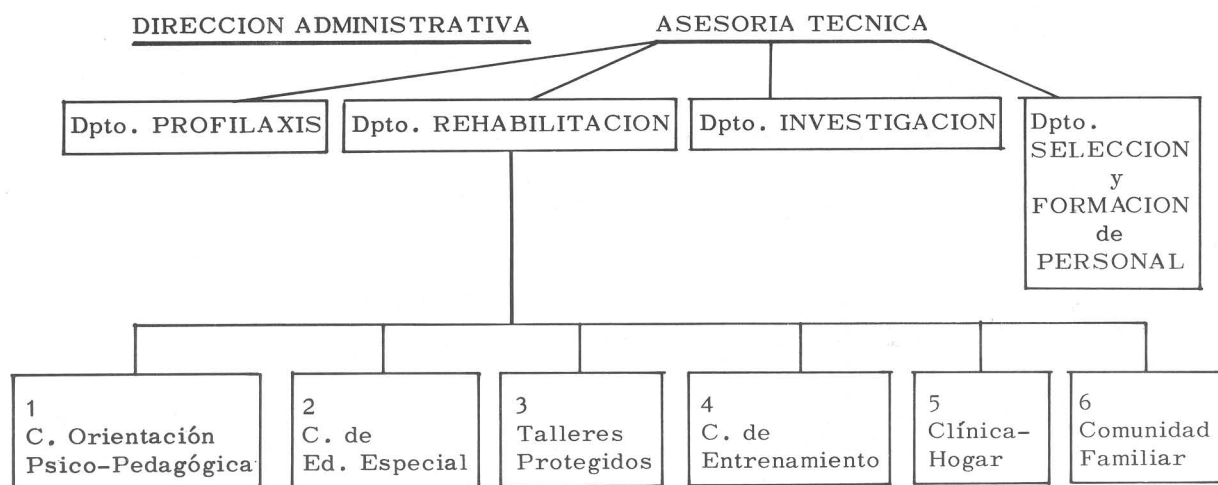 DIRECCION ADMINISTRATIVA
ASESORIA TECNICA
Dpto. PROFILAXIS
Dpto. REHABILITACION
Dpto. INVESTIGACION
Dpto.
SELECCION
y
FORMACION
de
PERSONAL
1
C. Orientación
Psico-Pedagógica
2
C. de
Ed. Especial
3
Talleres
Protegidos
4
C. de
Entrenamiento
5
Clínica-
Hogar
6
Comunidad
Familiar